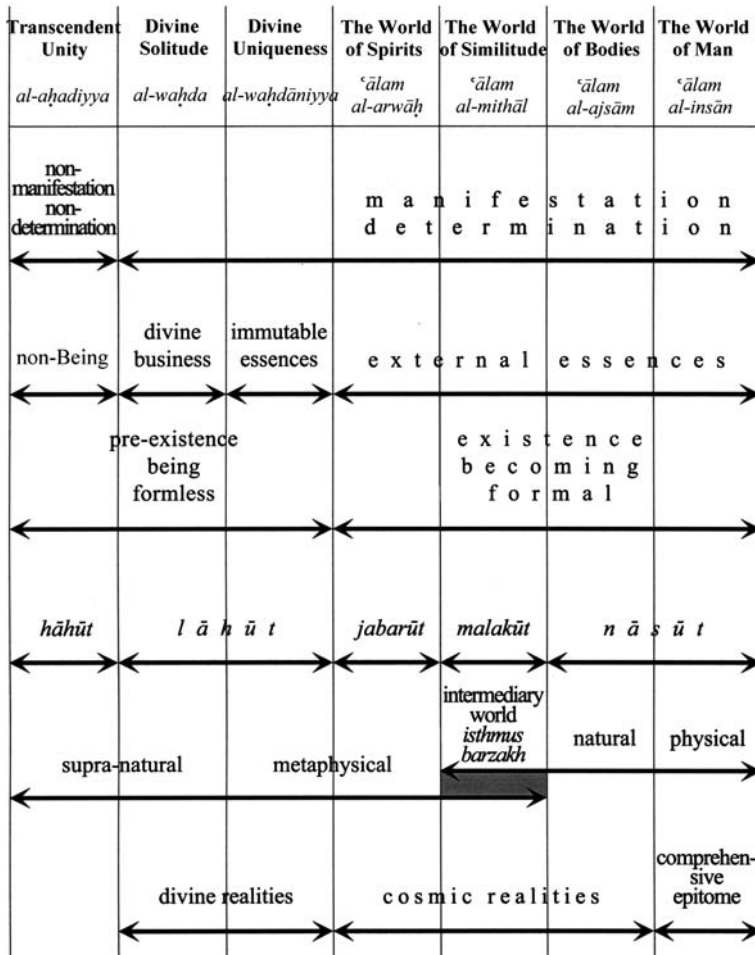 Transcendent Divine Divine The World The World The World The World
Unity Solitude Uniqueness of Spirits of Similitude of Bodies of Man
al-aḥadiyya al-waḥda al-waḥdāniyya ʿālam ʿālam ʿālam ʿālam
al-arwāḥ al-mithāl al-ajsām al-insān
non-
manifestation manifestation
non-
determination determination
divine immutable
non-Being business essences external essences
pre-existence existence
being becoming
formless formal
hāhūt lāhūt jabarūt malakūt nāsūt
intermediary
world
isthmus
barzakh natural physical
supra-natural metaphysical
comprehen-
sive
divine realities cosmic realities epitome